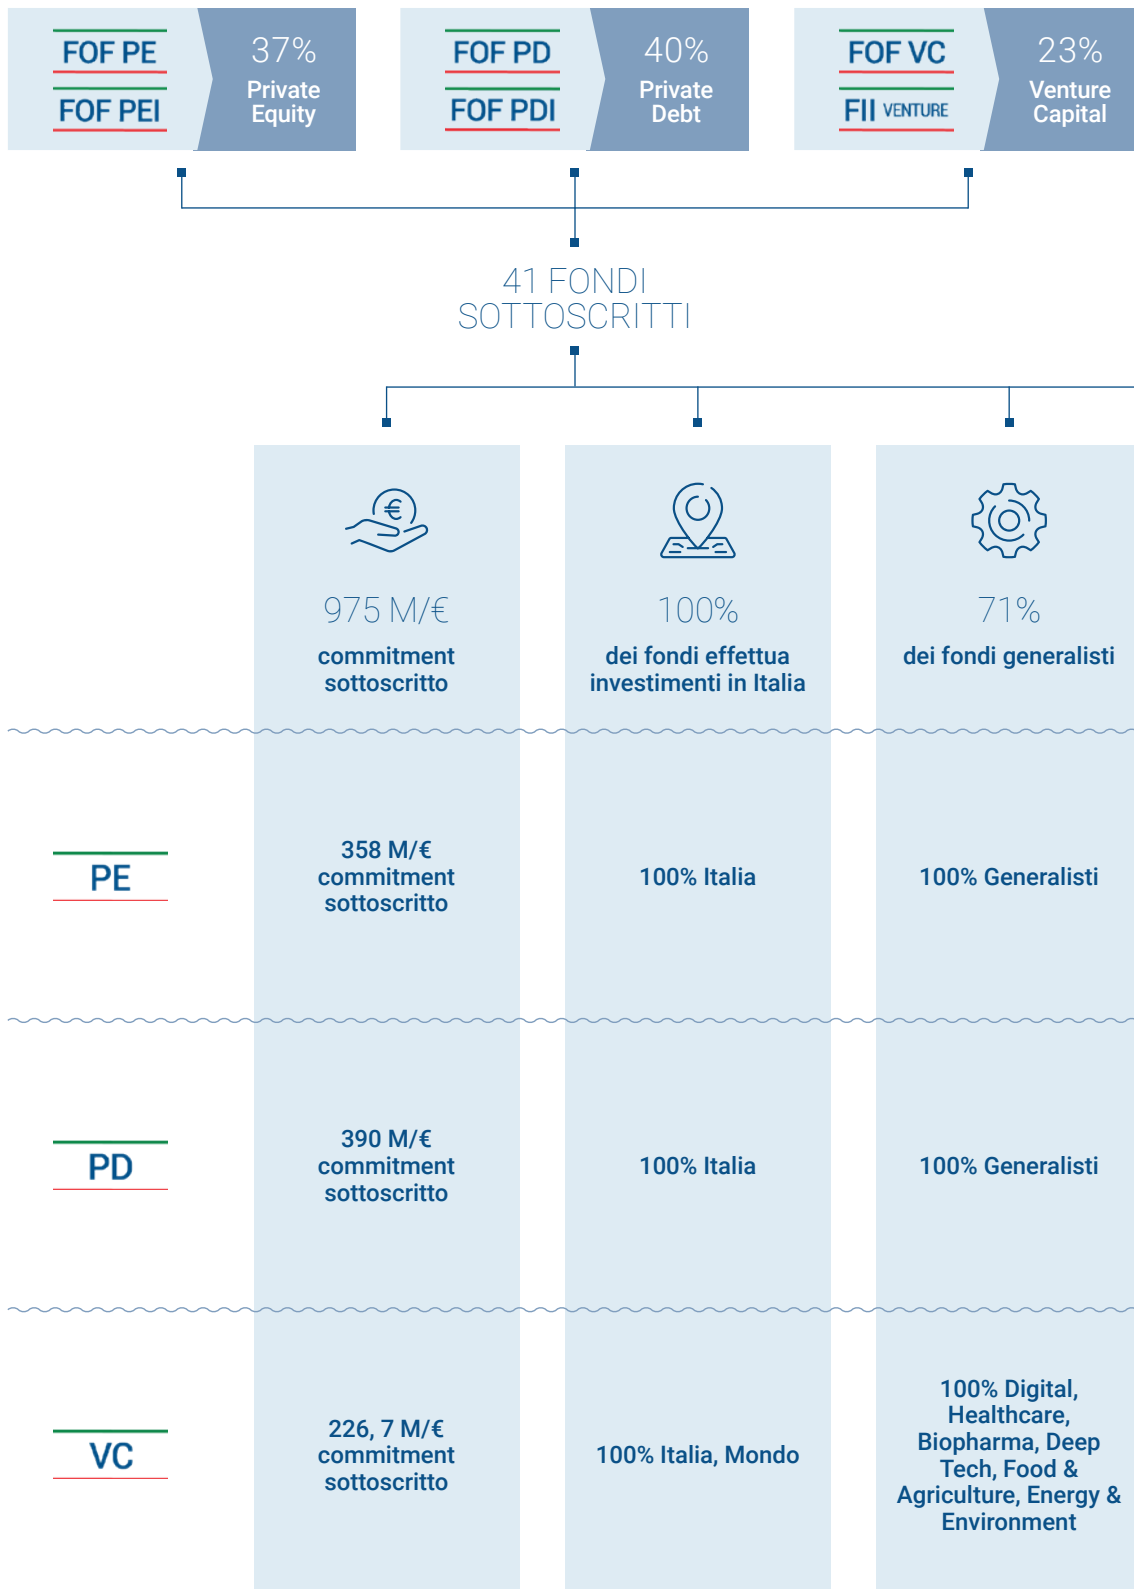 FOF PE
FOF PEI
37%
Private
Equity
FOF PD
FOF PDI
40%
Private
Debt
FOF VC
FII VENTURE
23%
Venture
Capital
41 FONDI
SOTTOSCRITTI
€
975 M/€
commitment
sottoscritto
100%
dei fondi effettua
investimenti in Italia
71%
dei fondi generalisti
PE
358 M/€
commitment
sottoscritto
100% Italia
100% Generalisti
PD
390 M/€
commitment
sottoscritto
100% Italia
100% Generalisti
VC
226, 7 M/€
commitment
sottoscritto
100% Italia, Mondo
100% Digital,
Healthcare,
Biopharma, Deep
Tech, Food &
Agriculture, Energy &
Environment